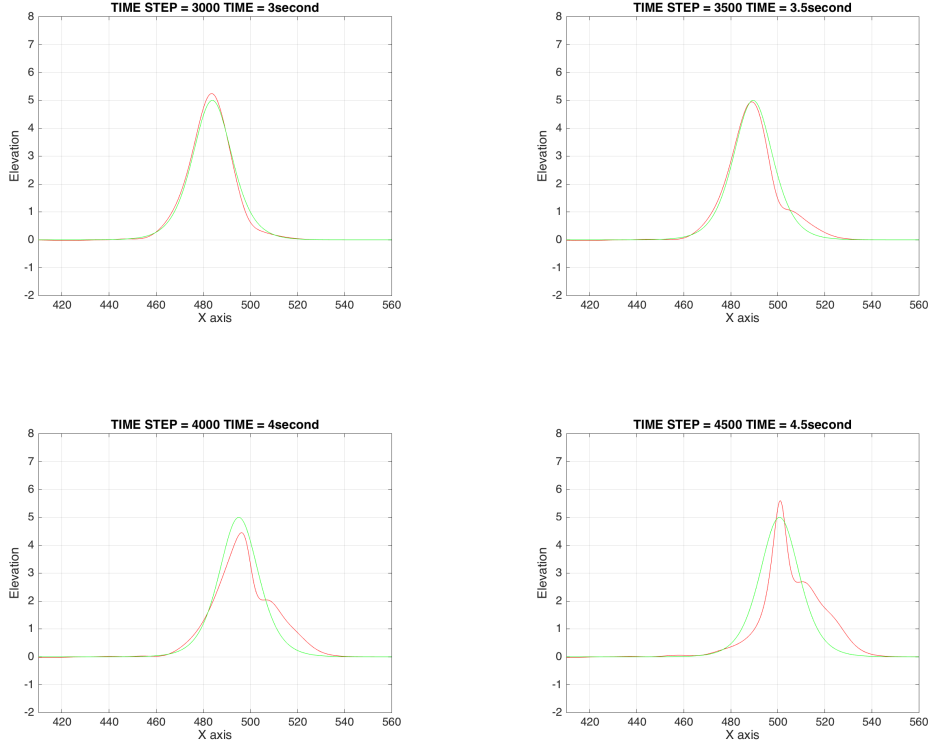 TIME STEP = 3000 TIME = 3second
8
7
6
5
4
3
2
1
0
-1
-2
Elevation
420 440 460 480 500 520 540 560
X axis
TIME STEP = 3500 TIME = 3.5second
8
7
6
5
4
3
2
1
0
-1
-2
Elevation
420 440 460 480 500 520 540 560
X axis
TIME STEP = 4000 TIME = 4second
8
7
6
5
4
3
2
1
0
-1
-2
Elevation
420 440 460 480 500 520 540 560
X axis
TIME STEP = 4500 TIME = 4.5second
8
7
6
5
4
3
2
1
0
-1
-2
Elevation
420 440 460 480 500 520 540 560
X axis